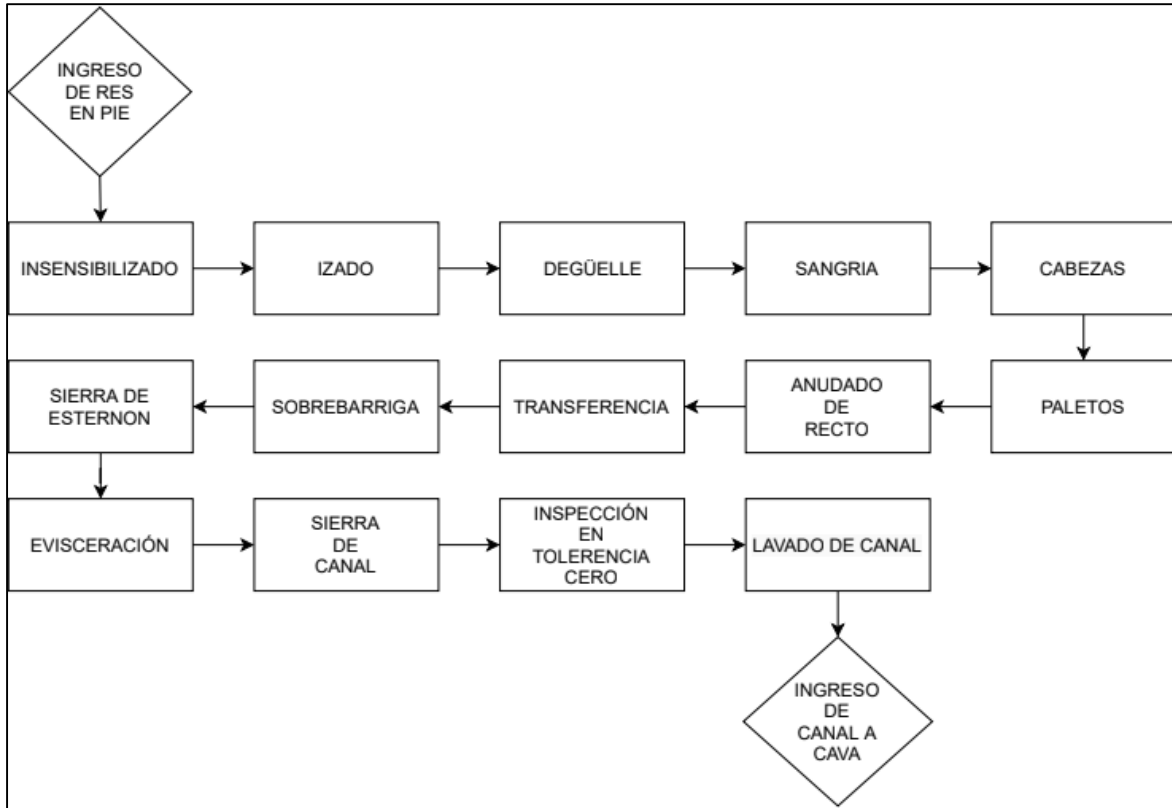 INGRESO
DE RES
EN PIE
INSENSIBILIZADO
IZADO
DEGÜELLE
SANGRIA
CABEZAS
PALETOS
ANUDADO
DE
RECTO
TRANSFERENCIA
SOBREBARRIGA
SIERRA DE
ESTERNON
EVISCERACIÓN
SIERRA
DE
CANAL
INSPECCIÓN
EN
TOLERENCIA
CERO
LAVADO DE CANAL
INGRESO
DE
CANAL A
CAVA